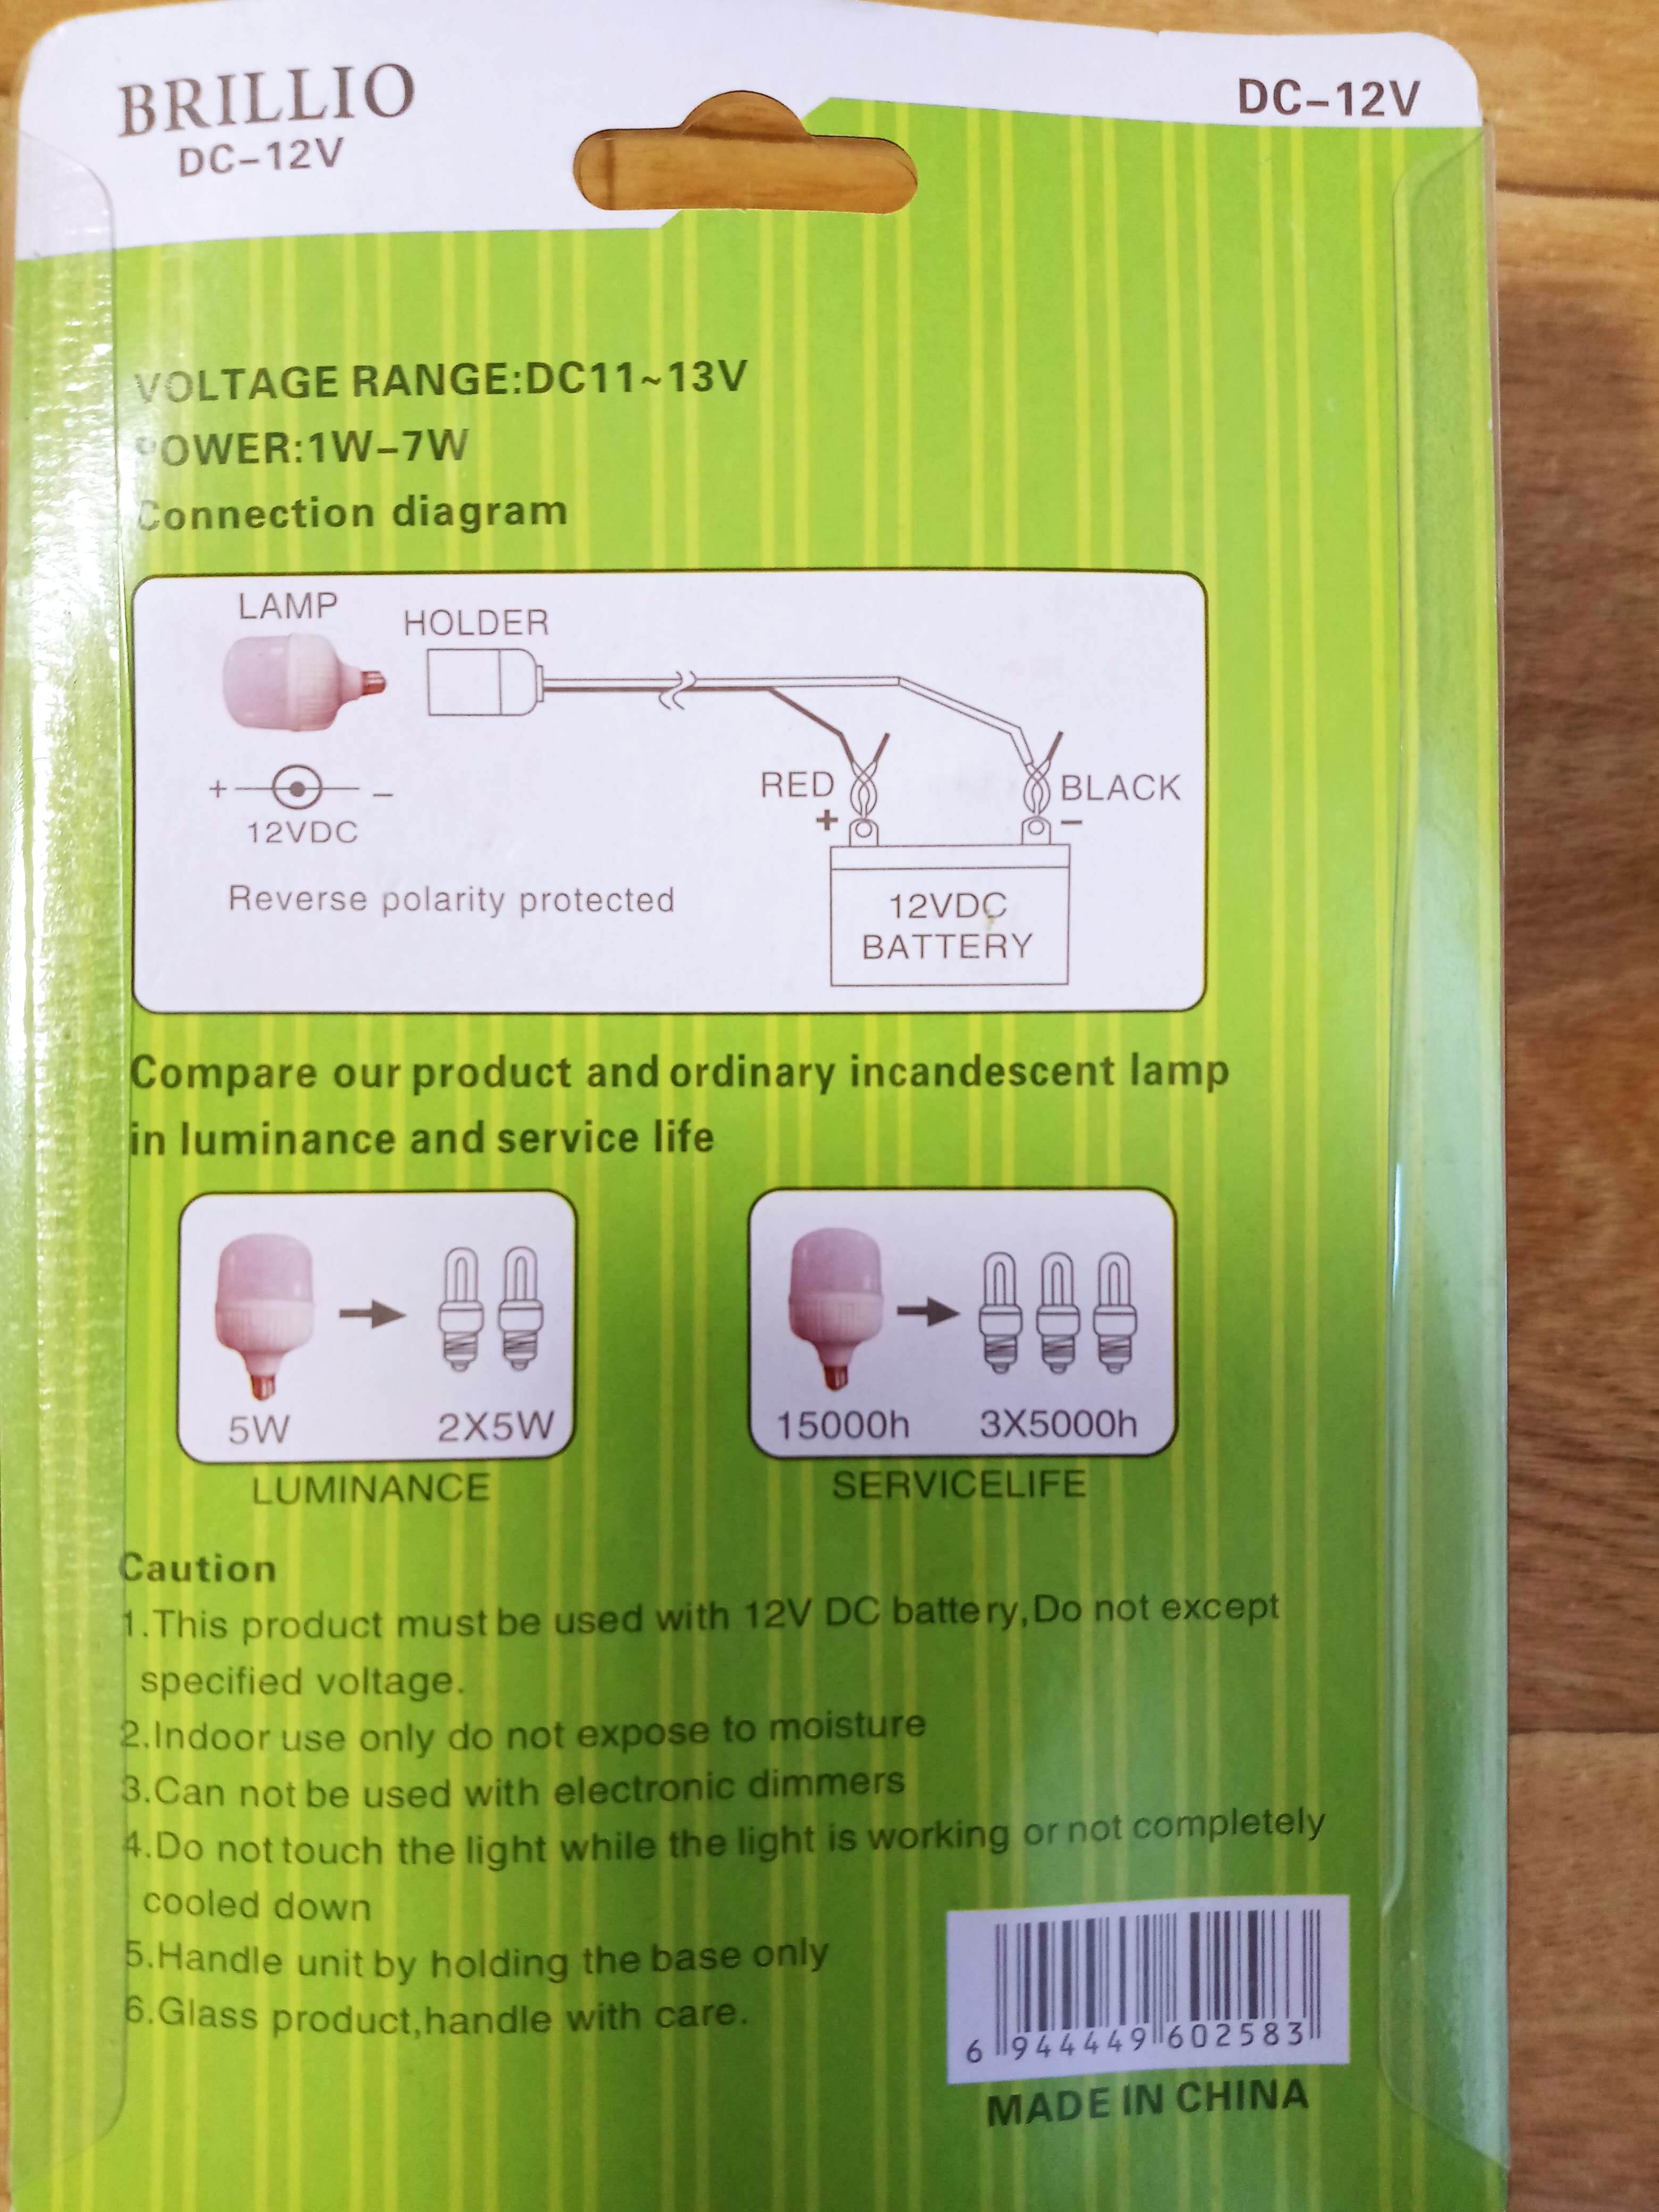 BRILLIO
DC-12V
DC-12V
VOLTAGE RANGE:DC11~13V
POWER:1W-7W
Connection diagram
LAMP
HOLDER
RED
BLACK
+
-
+
-
12VDC
Reverse polarity protected
12VDC
BATTERY
Compare our product and ordinary incandescent lamp
in luminance and service life
5W
2X5W
15000h
3X5000h
LUMINANCE
SERVICELIFE
Caution
1.This product must be used with 12V DC battery,Do not except
specified voltage.
2.Indoor use only do not expose to moisture
3.Can not be used with electronic dimmers
4.Do not touch the light while the light is working or not completely
cooled down
5.Handle unit by holding the base only
6.Glass product,handle with care.
6 944449 602583
MADE IN CHINA